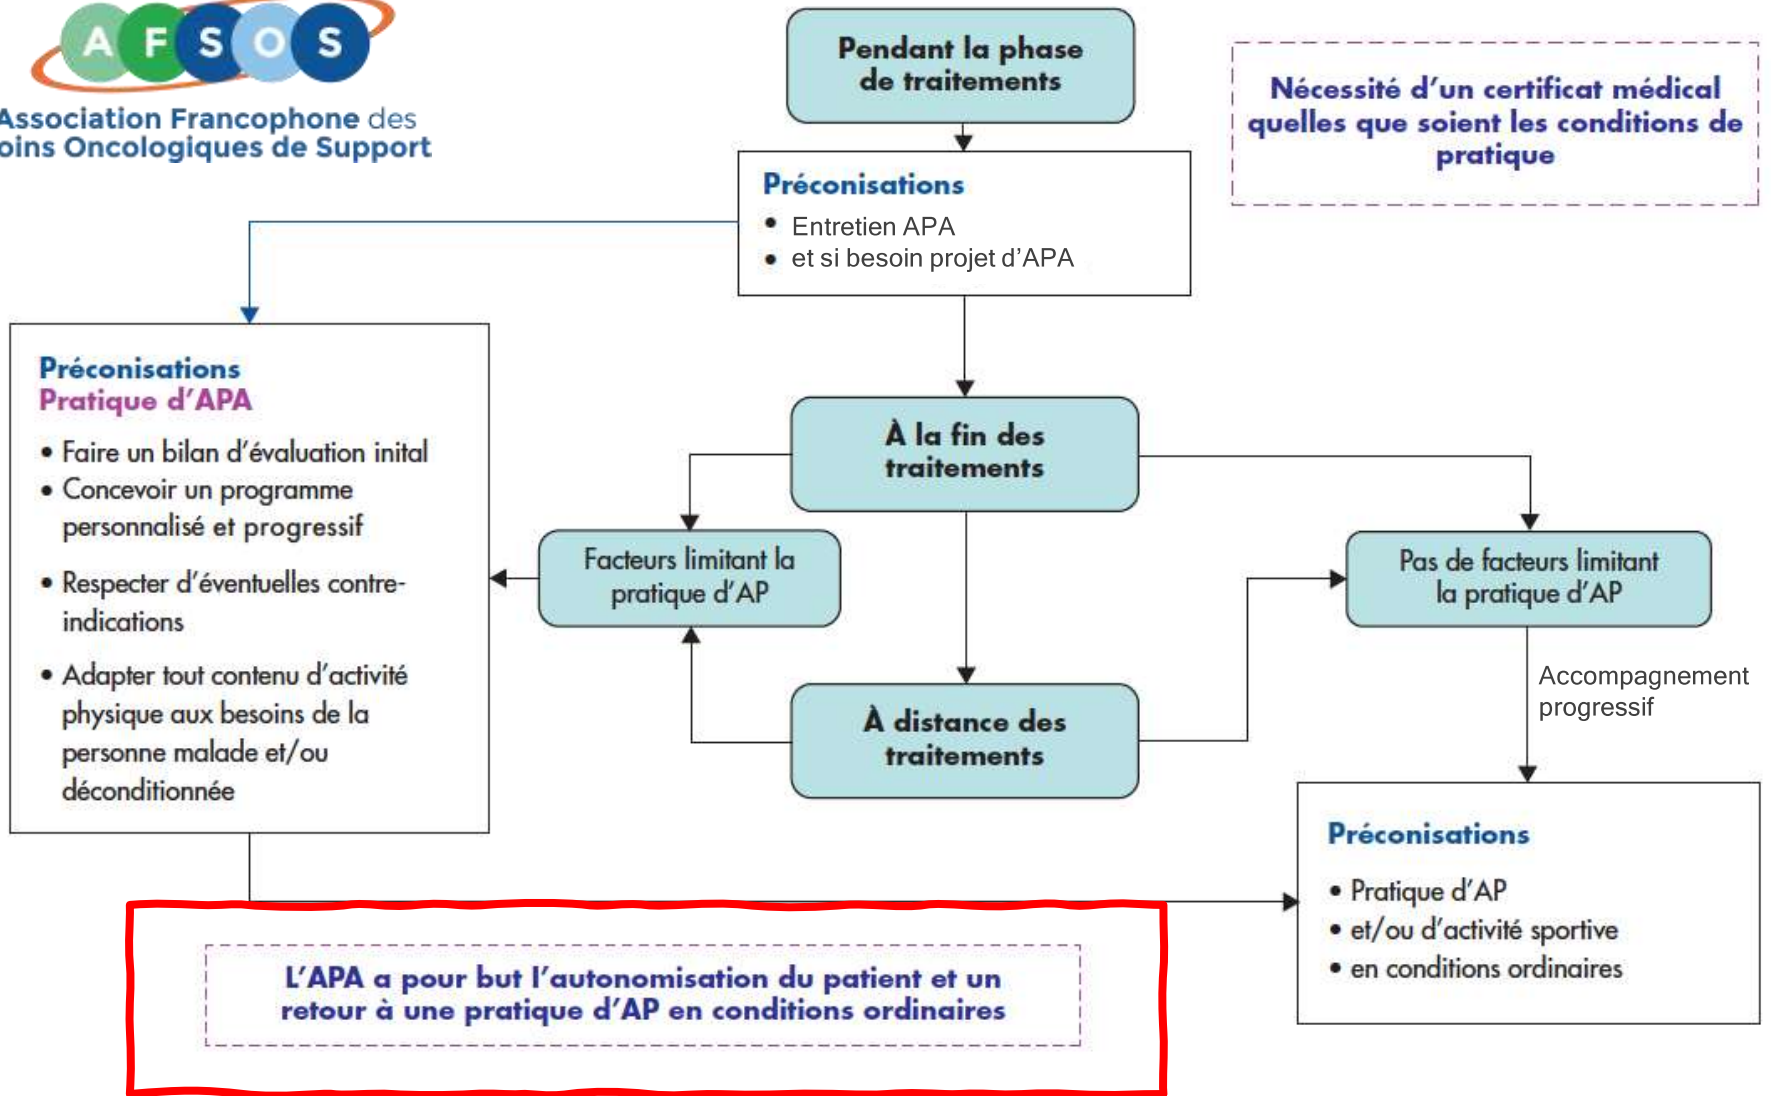 A F S O S
Association Francophone des
oins Oncologiques de Support
Pendant la phase
de traitements
Nécessité d'un certificat médical
quelles que soient les conditions de
pratique
Préconisations
• Entretien APA
• et si besoin projet d'APA
Préconisations
Pratique d'APA
• Faire un bilan d'évaluation inital
• Concevoir un programme
personnalisé et progressif
• Respecter d'éventuelles contre-
indications
• Adapter tout contenu d'activité
physique aux besoins de la
personne malade et/ou
déconditionnée
À la fin des
traitements
Facteurs limitant la
pratique d'AP
Pas de facteurs limitant
la pratique d'AP
À distance des
traitements
Accompagnement
progressif
Préconisations
• Pratique d'AP
• et/ou d'activité sportive
• en conditions ordinaires
L'APA a pour but l'autonomisation du patient et un
retour à une pratique d'AP en conditions ordinaires